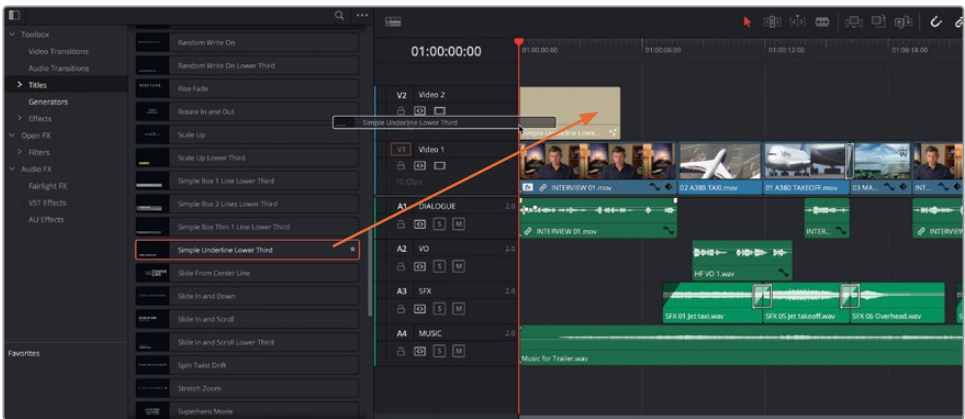 Toolbox
Video Transitions
Audio Transitions
Titles
Generators
Effects
Open FX
Filters
Audio FX
Fairlight FX
VST Effects
AU Effects
Favorites
Random Write On
Random Write On Lower Third
Rise Fade
Rotate In and Out
Scale Up
Scale Up Lower Third
Simple Box 1 Line Lower Third
Simple Box 2 Lines Lower Third
Simple Box Thin 1 Line Lower Third
Simple Underline Lower Third
Slide From Center Line
Slide In and Down
Slide In and Scroll
Slide In and Scroll Lower Third
Spin Twist Drift
Stretch Zoom
Superhero Movie
Simple Underline Lower Third
01:00:00:00
01:00:00:00
01:00:06:00
01:00:12:00
01:00:18:00
V2 Video 2
Simple Underline Lowe...
V1 Video 1
10 Clips
INTERVIEW 01.mov
02 A380 TAXI.mov
01 A380 TAKEOFF.mov
03 MA...
INT...
A1 DIALOGUE 2.0
S M
INTERVIEW 01.mov
INTER...
INTERVIEW
A2 VO 2.0
S M
HF VO 1.wav
A3 SFX 2.0
S M
SFX 01 Jet taxi.wav
SFX 05 Jet takeoff.wav
SFX 06 Overhead.wav
A4 MUSIC 2.0
S M
Music for Trailer.wav